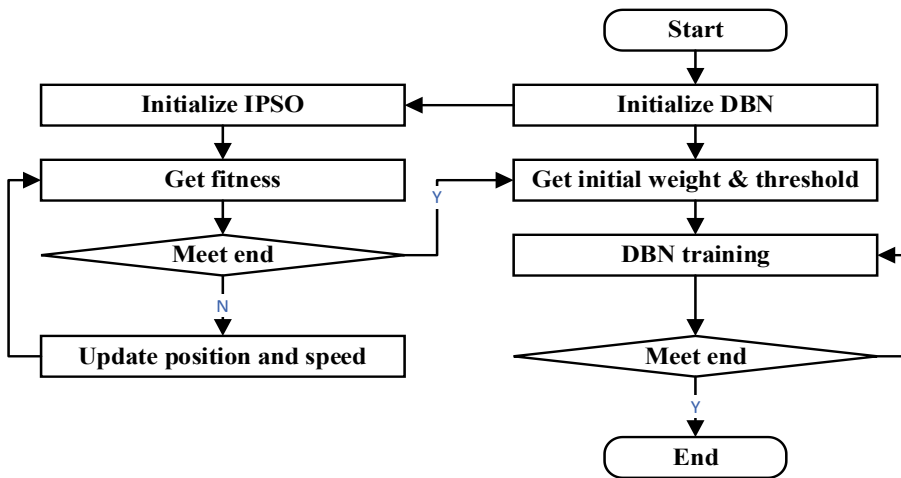 Start
Initialize IPSO
Initialize DBN
Get fitness
Get initial weight & threshold
Y
Meet end
DBN training
N
Update position and speed
Meet end
Y
End